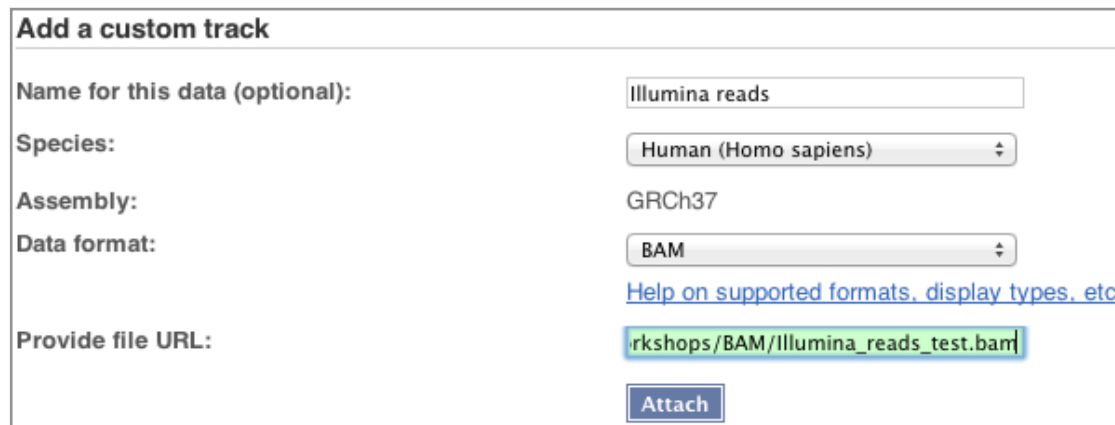 Add a custom track
Name for this data (optional): Illumina reads
Species: Human (Homo sapiens)
Assembly: GRCh37
Data format: BAM
Help on supported formats, display types, etc
Provide file URL: rkshops/BAM/Illumina_reads_test.bam
Attach